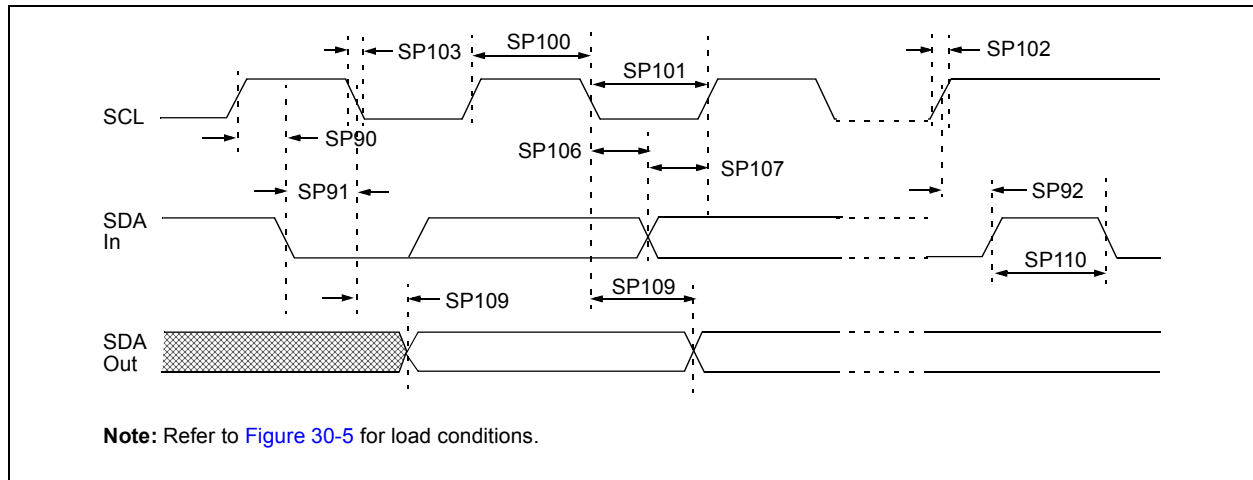 SP103
SP100
SP102
SP101
SCL
SP90
SP106
SP107
SP91
SP92
SDA
In
SP110
SP109
SP109
SDA
Out
Note: Refer to Figure 30-5 for load conditions.